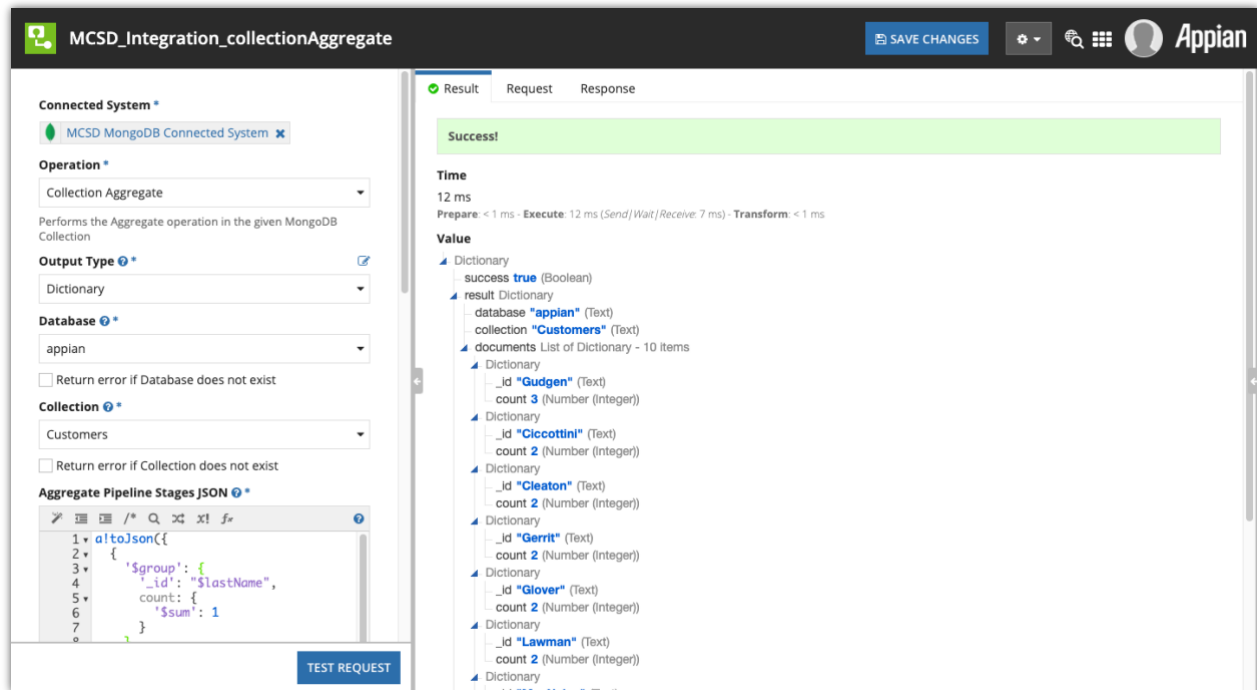 MCSD_Integration_collectionAggregate
SAVE CHANGES
Appian
Connected System *
MCSD MongoDB Connected System ×
Operation *
Collection Aggregate
Performs the Aggregate operation in the given MongoDB
Collection
Output Type *
Dictionary
Database *
appian
Return error if Database does not exist
Collection *
Customers
Return error if Collection does not exist
Aggregate Pipeline Stages JSON *
/* x! f
1 a!toJson({
2 {
3 '$group': {
4 '_id': "$lastName",
5 count: {
6 '$sum': 1
7 }
8 }
TEST REQUEST
Result Request Response
Success!
Time
12 ms
Prepare: < 1 ms - Execute: 12 ms (Send/Wait/Receive: 7 ms) - Transform: < 1 ms
Value
Dictionary
success true (Boolean)
result Dictionary
database "appian" (Text)
collection "Customers" (Text)
documents List of Dictionary - 10 items
Dictionary
_id "Gudgen" (Text)
count 3 (Number (Integer))
Dictionary
_id "Ciccottini" (Text)
count 2 (Number (Integer))
Dictionary
_id "Cleaton" (Text)
count 2 (Number (Integer))
Dictionary
_id "Gerrit" (Text)
count 2 (Number (Integer))
Dictionary
_id "Glover" (Text)
count 2 (Number (Integer))
Dictionary
_id "Lawman" (Text)
count 2 (Number (Integer))
Dictionary